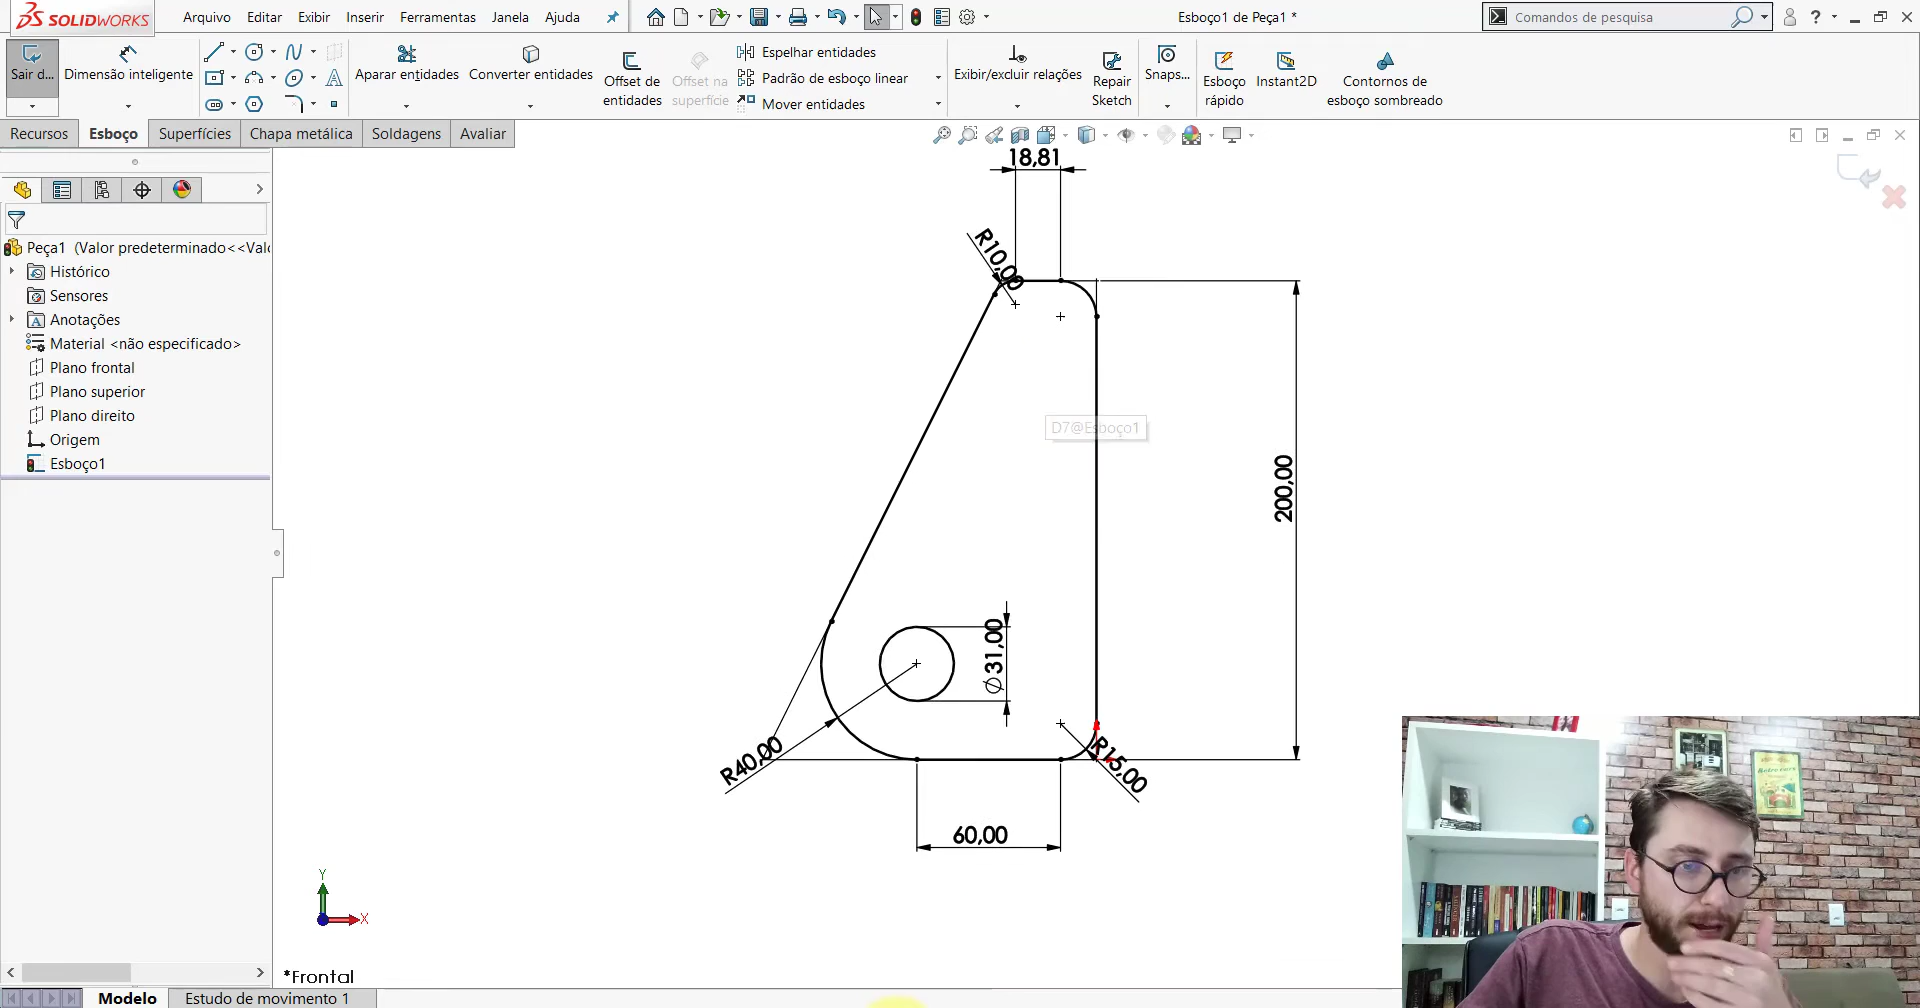 SOLIDWORKS
Arquivo Editar Exibir Inserir Ferramentas Janela Ajuda
Esboço1 de Peça1 *
Comandos de pesquisa
Sair d...
Dimensão inteligente
Aparar entidades
Converter entidades
Offset de entidades
Offset na superfície
Espelhar entidades
Padrão de esboço linear
Mover entidades
Exibir/excluir relações
Repair Sketch
Snaps...
Esboço rápido
Instant2D
Contornos de esboço sombreado
Recursos Esboço Superfícies Chapa metálica Soldagens Avaliar
Peça1 (Valor predeterminado<<Val
Histórico
Sensores
Anotações
Material <não especificado>
Plano frontal
Plano superior
Plano direito
Origem
Esboço1
18,81
R10,00
D7@Esboço1
200,00
Ø31,00
R40,00
R15,00
60,00
Y
X
*Frontal
Modelo Estudo de movimento 1